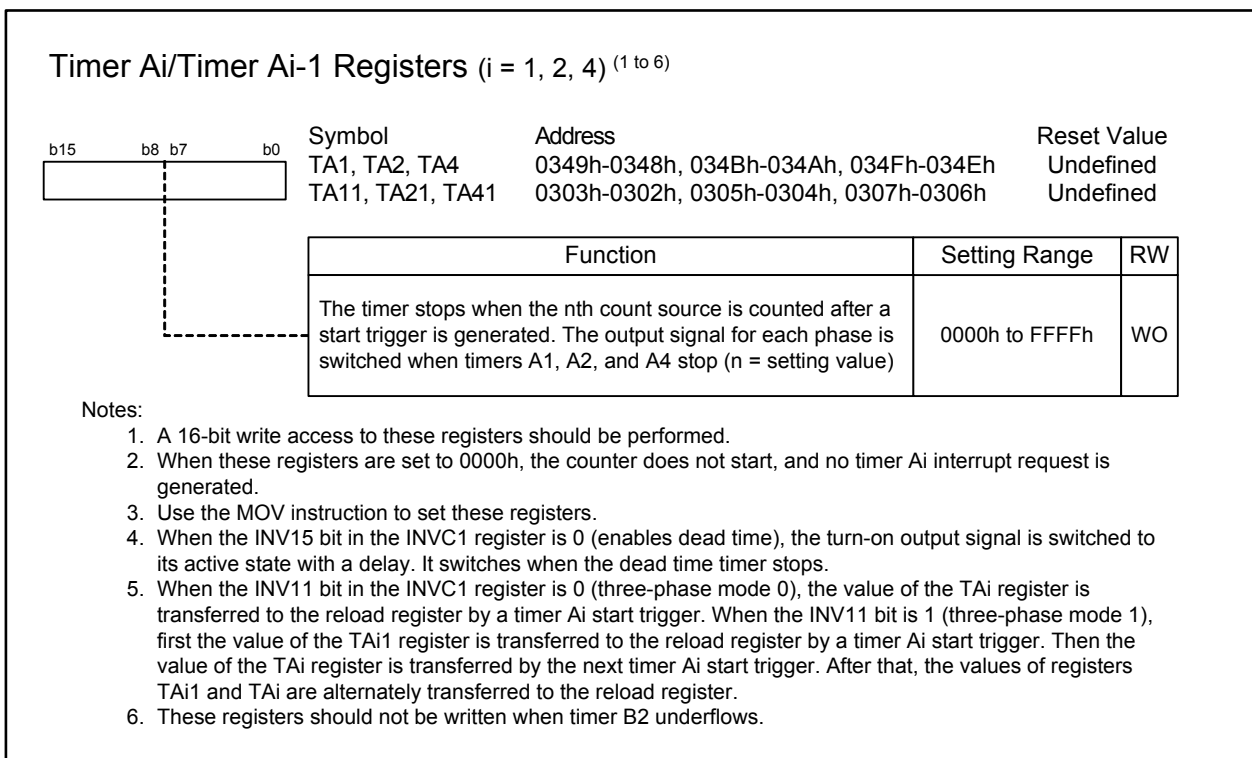 Timer Ai/Timer Ai-1 Registers (i = 1, 2, 4) (1 to 6)
b15 b8 b7 b0
Symbol Address Reset Value
TA1, TA2, TA4 0349h-0348h, 034Bh-034Ah, 034Fh-034Eh Undefined
TA11, TA21, TA41 0303h-0302h, 0305h-0304h, 0307h-0306h Undefined
Function Setting Range RW
The timer stops when the nth count source is counted after a
start trigger is generated. The output signal for each phase is
switched when timers A1, A2, and A4 stop (n = setting value)
0000h to FFFFh WO
Notes:
1. A 16-bit write access to these registers should be performed.
2. When these registers are set to 0000h, the counter does not start, and no timer Ai interrupt request is
generated.
3. Use the MOV instruction to set these registers.
4. When the INV15 bit in the INVC1 register is 0 (enables dead time), the turn-on output signal is switched to
its active state with a delay. It switches when the dead time timer stops.
5. When the INV11 bit in the INVC1 register is 0 (three-phase mode 0), the value of the TAi register is
transferred to the reload register by a timer Ai start trigger. When the INV11 bit is 1 (three-phase mode 1),
first the value of the TAi1 register is transferred to the reload register by a timer Ai start trigger. Then the
value of the TAi register is transferred by the next timer Ai start trigger. After that, the values of registers
TAi1 and TAi are alternately transferred to the reload register.
6. These registers should not be written when timer B2 underflows.